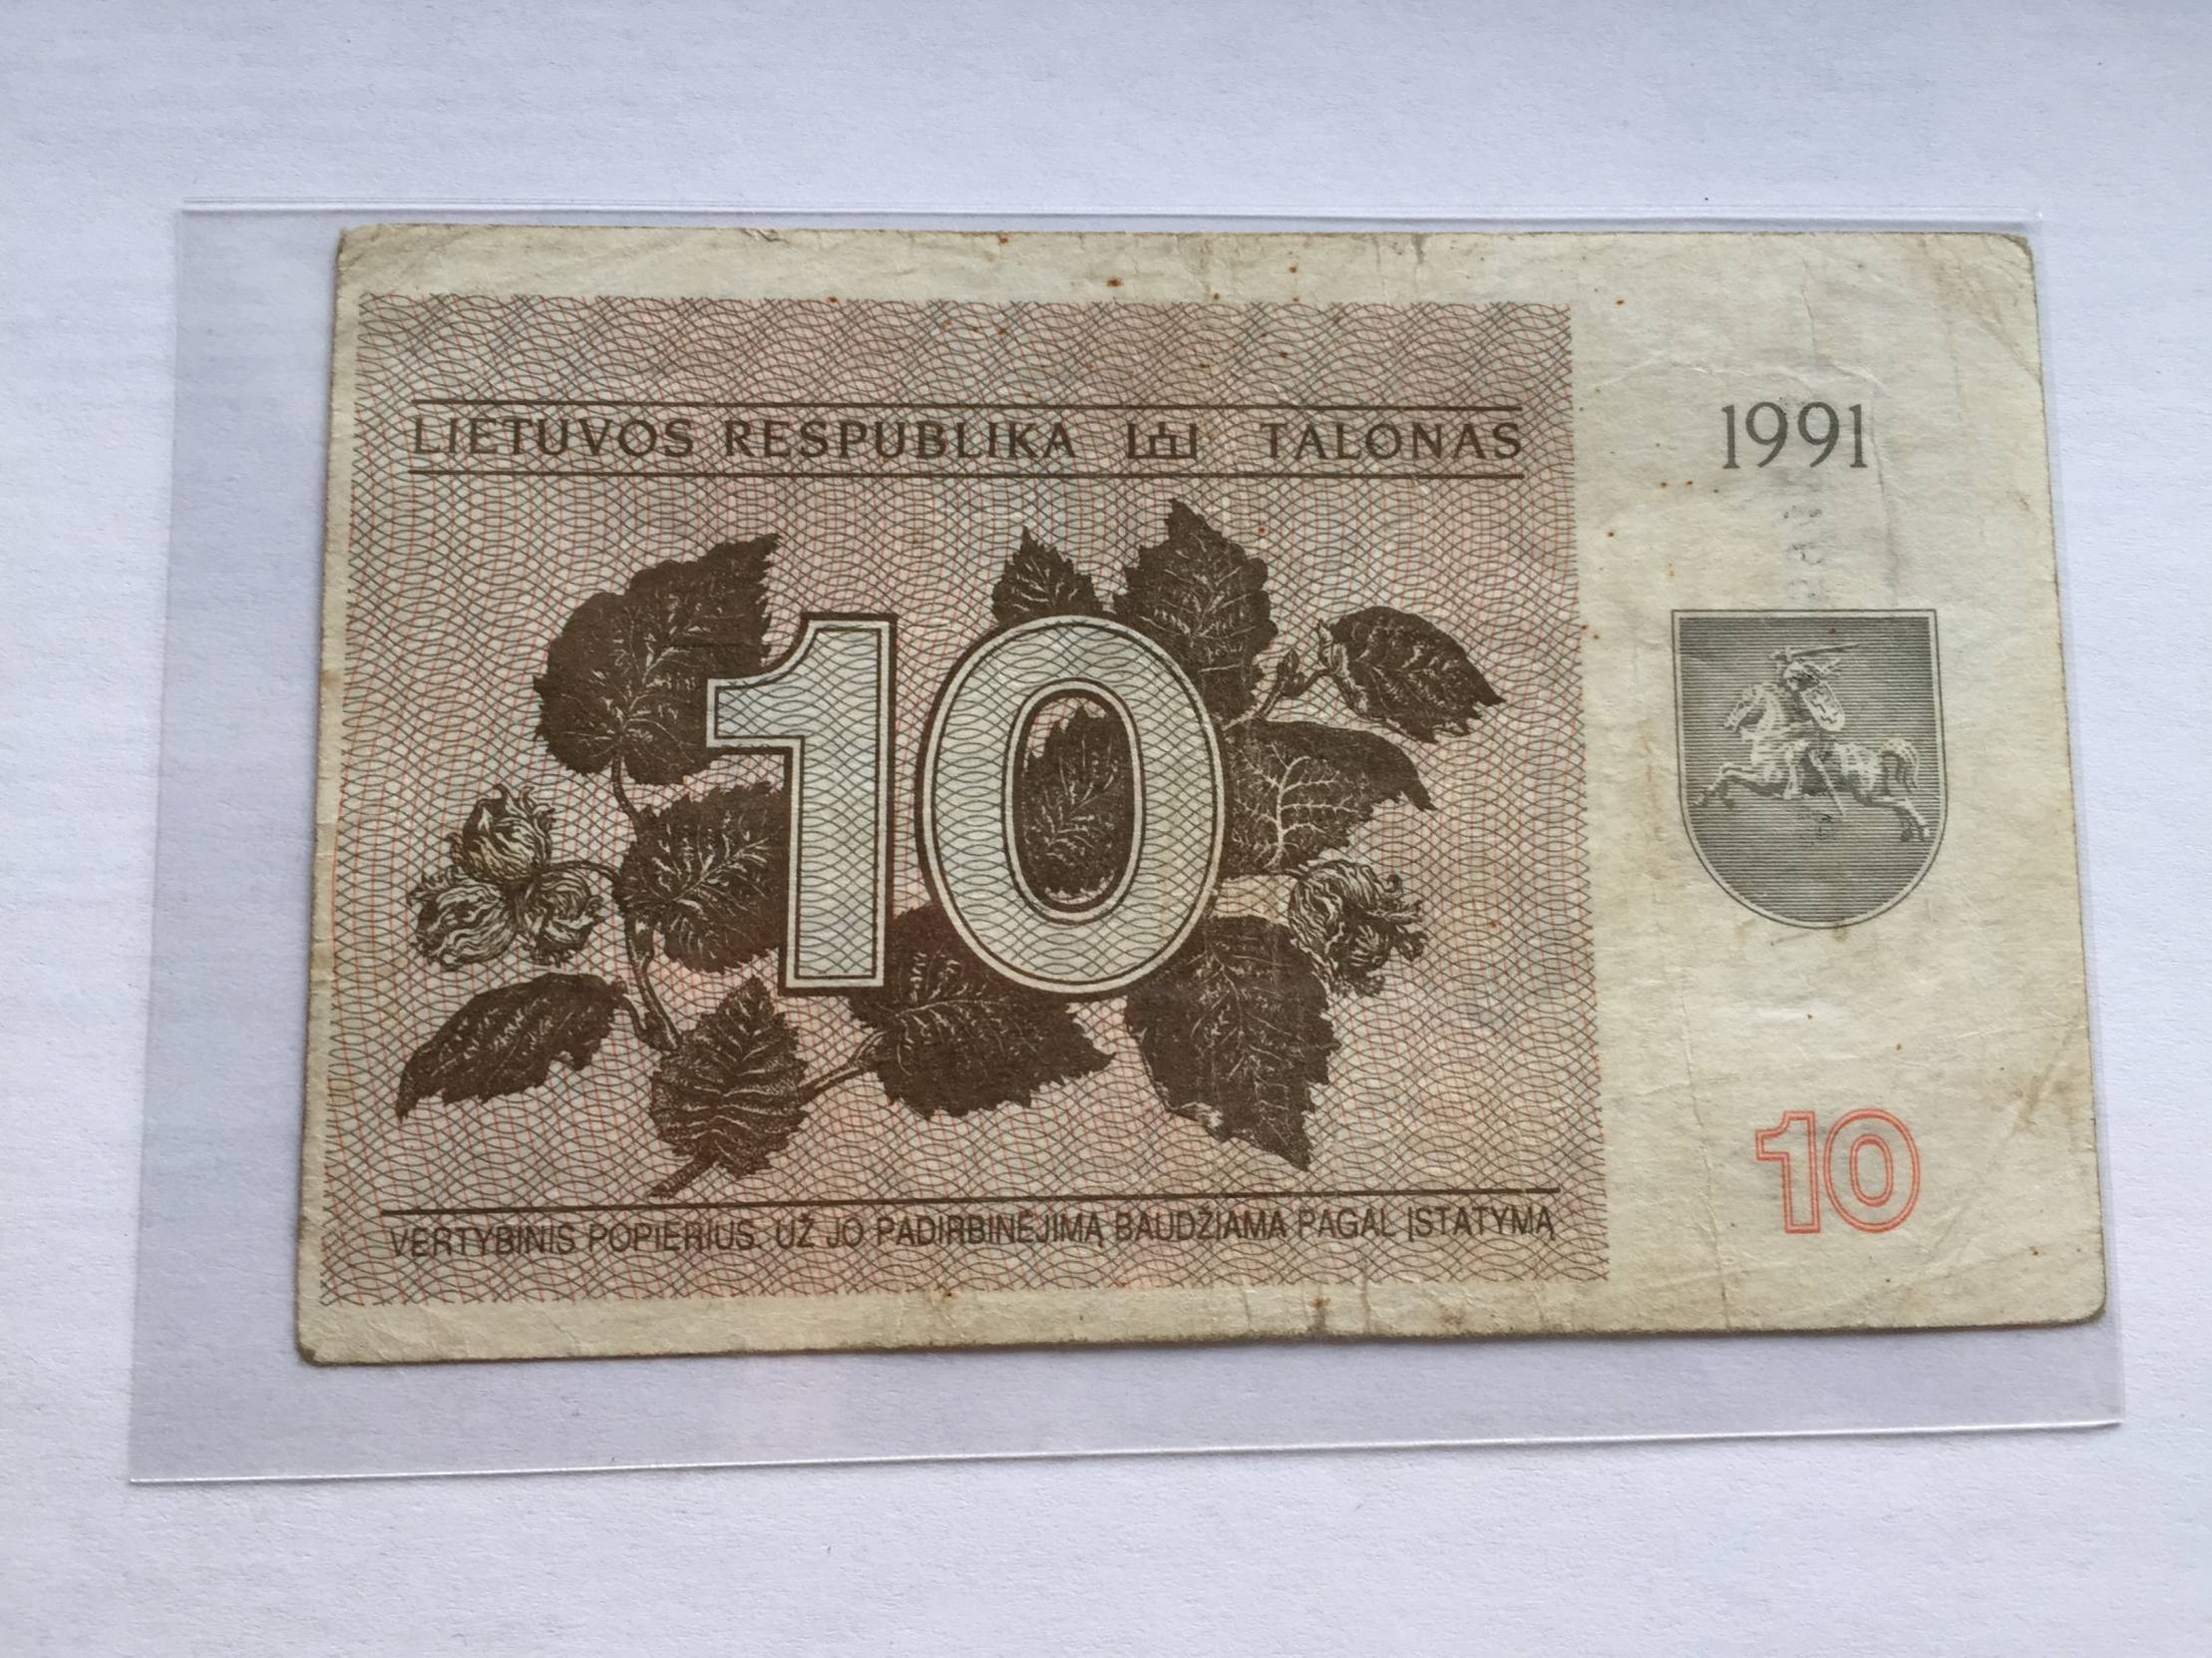 LIETUVOS RESPUBLIKA TALONAS
1991
10
10
VERTYBINIS POPIERIUS. UŽ JO PADIRBINĖJIMĄ BAUDŽIAMA PAGAL ĮSTATYMĄ